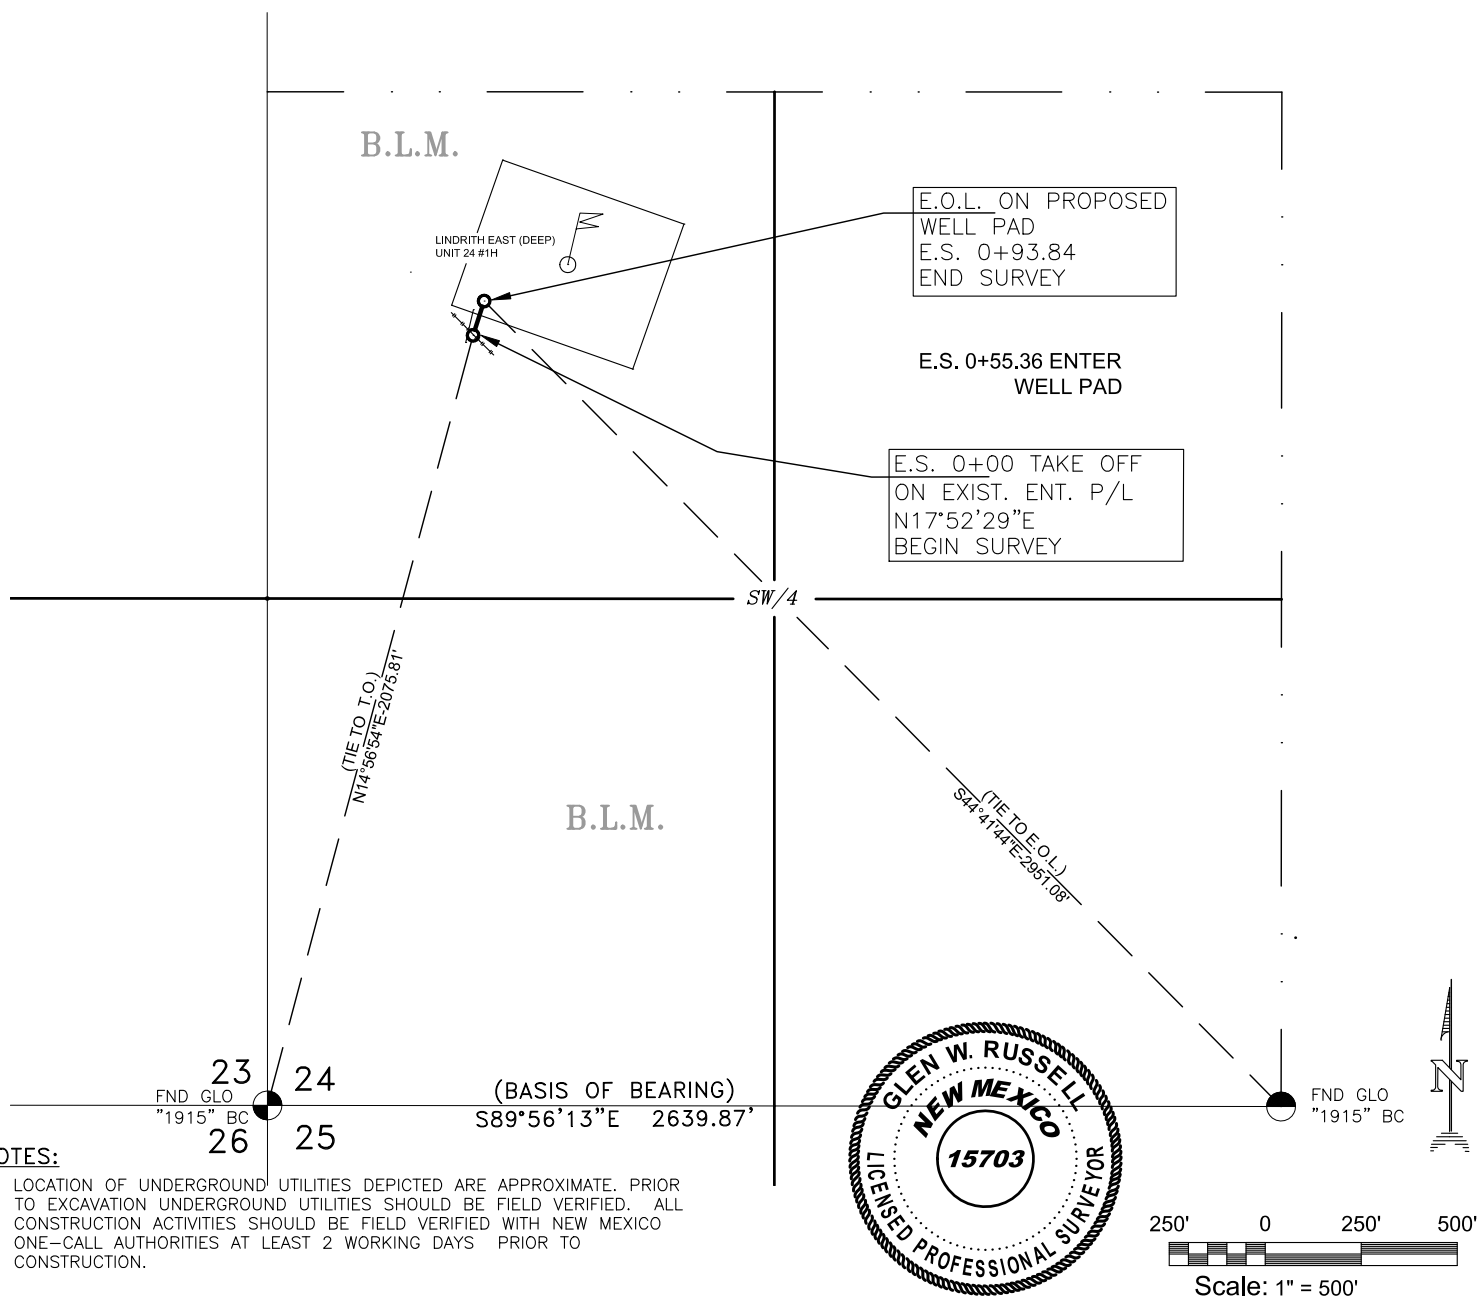 B.L.M.
LINDRITH EAST (DEEP)
UNIT 24 #1H
E.O.L. ON PROPOSED
WELL PAD
E.S. 0+93.84
END SURVEY
E.S. 0+55.36 ENTER
WELL PAD
E.S. 0+00 TAKE OFF
ON EXIST. ENT. P/L
N17°52'29"E
BEGIN SURVEY
SW/4
(TIE TO T.O.)
N14°56'54"E-2075.81'
B.L.M.
(TIE TO E.O.L.)
S44°41'44"E-2951.08'
23 24
FND GLO
"1915" BC
26 25
(BASIS OF BEARING)
S89°56'13"E 2639.87'
GLEN W. RUSSELL
NEW MEXICO
15703
LICENSED PROFESSIONAL SURVEYOR
FND GLO
"1915" BC
N
OTES:
LOCATION OF UNDERGROUND UTILITIES DEPICTED ARE APPROXIMATE. PRIOR
TO EXCAVATION UNDERGROUND UTILITIES SHOULD BE FIELD VERIFIED. ALL
CONSTRUCTION ACTIVITIES SHOULD BE FIELD VERIFIED WITH NEW MEXICO
ONE-CALL AUTHORITIES AT LEAST 2 WORKING DAYS PRIOR TO
CONSTRUCTION.
250' 0 250' 500'
Scale: 1" = 500'